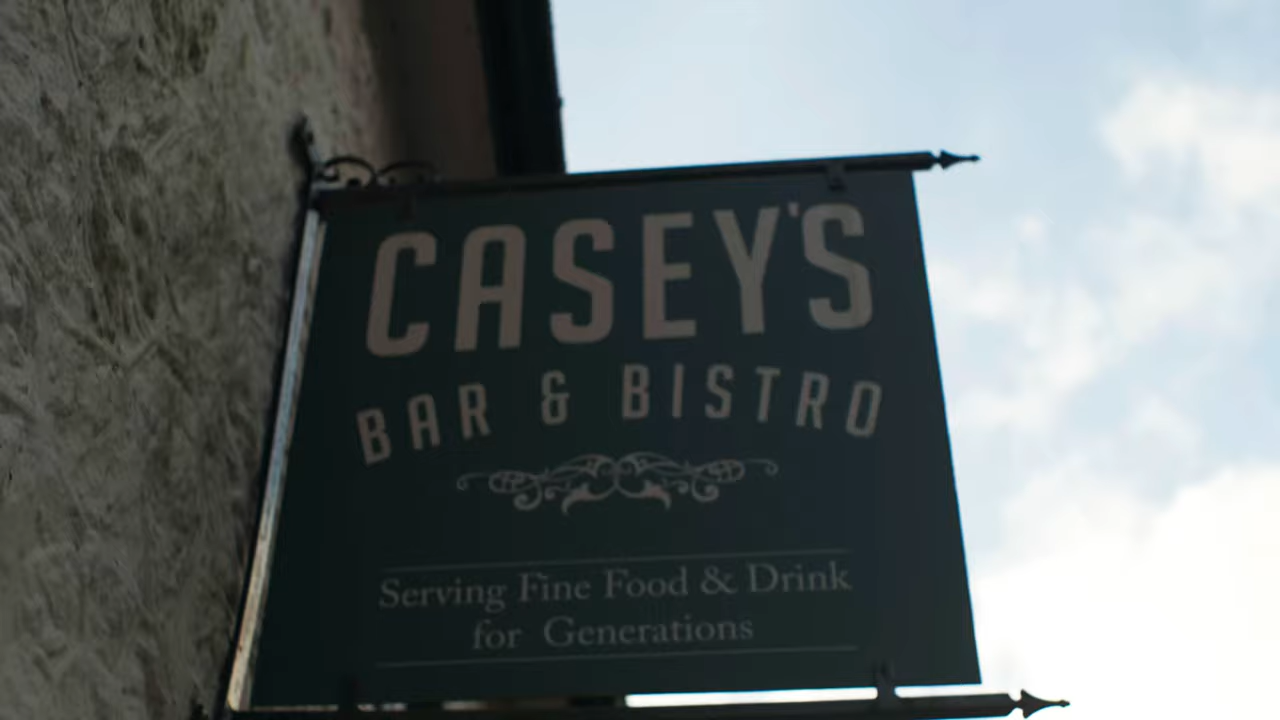 CASEY'S
BAR & BISTRO
Serving Fine Food & Drink
for Generations